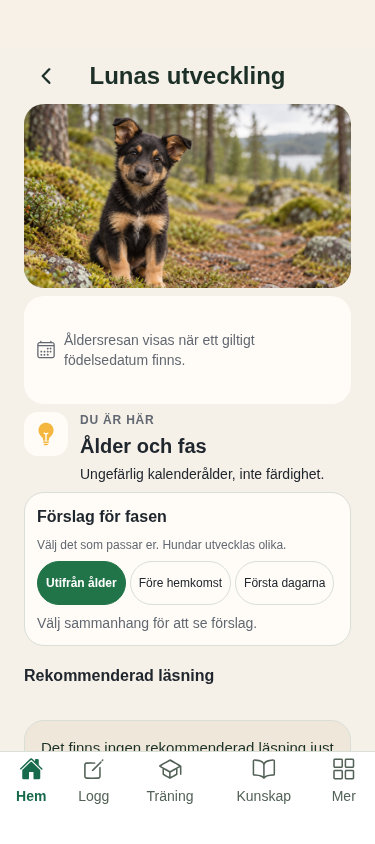 Lunas utveckling
Åldersresan visas när ett giltigt
födelsedatum finns.
DU ÄR HÄR
Ålder och fas
Ungefärlig kalenderålder, inte färdighet.
Förslag för fasen
Välj det som passar er. Hundar utvecklas olika.
Utifrån ålder
Före hemkomst
Första dagarna
Välj sammanhang för att se förslag.
Rekommenderad läsning
Det finns ingen rekommenderad läsning just
Hem
Logg
Träning
Kunskap
Mer